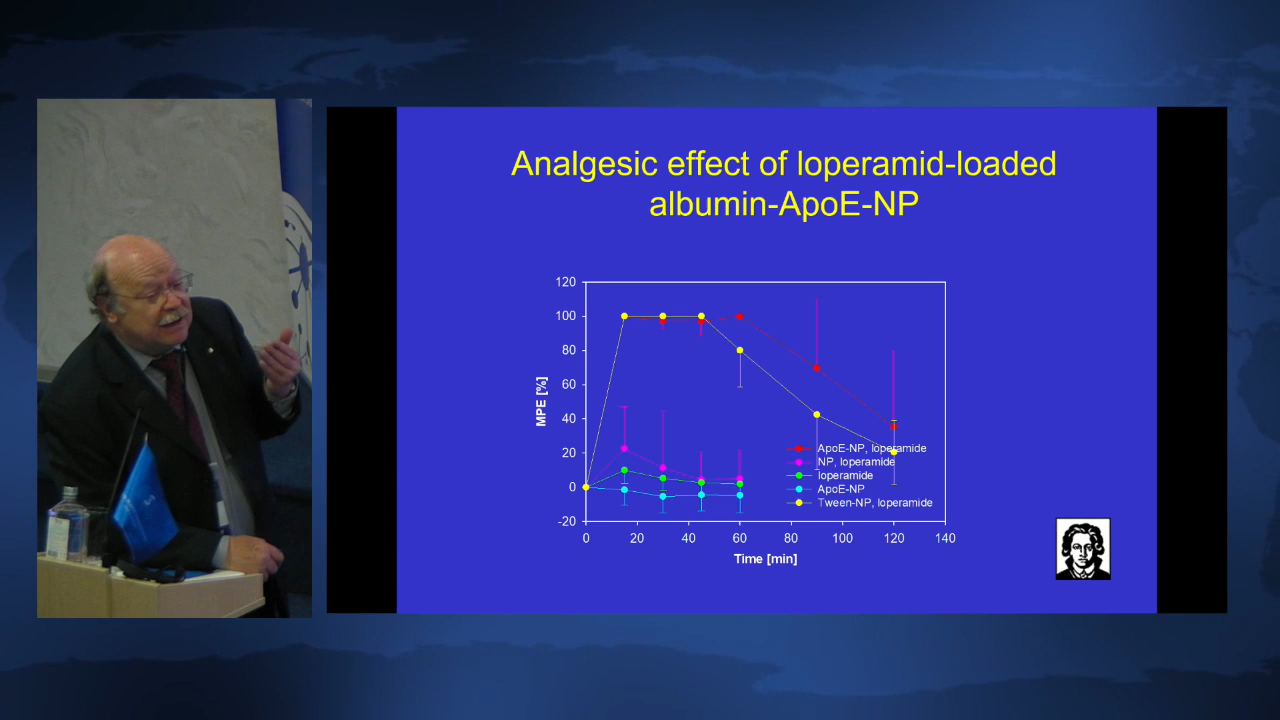 Analgesic effect of loperamid-loaded
albumin-ApoE-NP
120
100
80
60
40
20
0
-20
MPE [%]
0 20 40 60 80 100 120 140
Time [min]
ApoE-NP, loperamide
NP, loperamide
loperamide
ApoE-NP
Tween-NP, loperamide